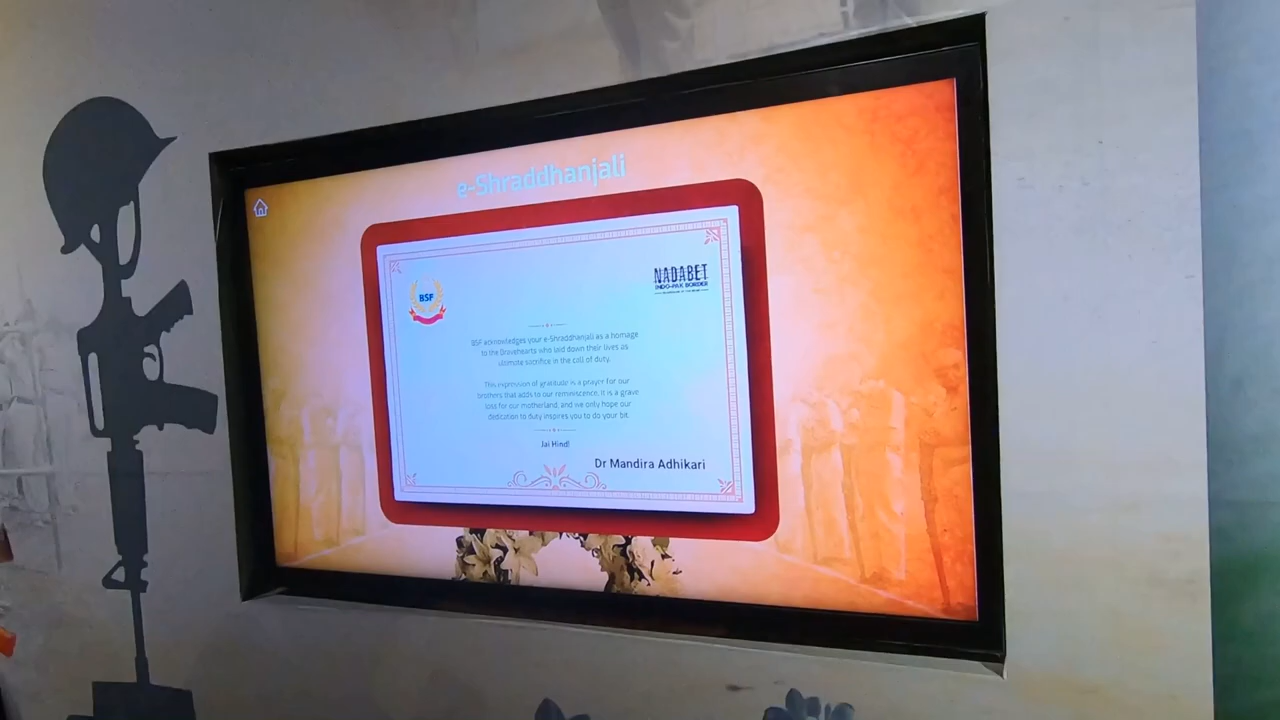 e-Shraddhanjali
BSF
NADABET
INDO-PAK BORDER
BSF acknowledges your e-Shraddhanjali as a homage
to the Bravehearts who laid down their lives as
ultimate sacrifice in the call of duty.
This expression of gratitude is a prayer for our
brothers that adds to our reminiscence. It is a grave
loss for our motherland, and we only hope our
dedication to duty inspires you to do your bit.
Jai Hind!
Dr Mandira Adhikari